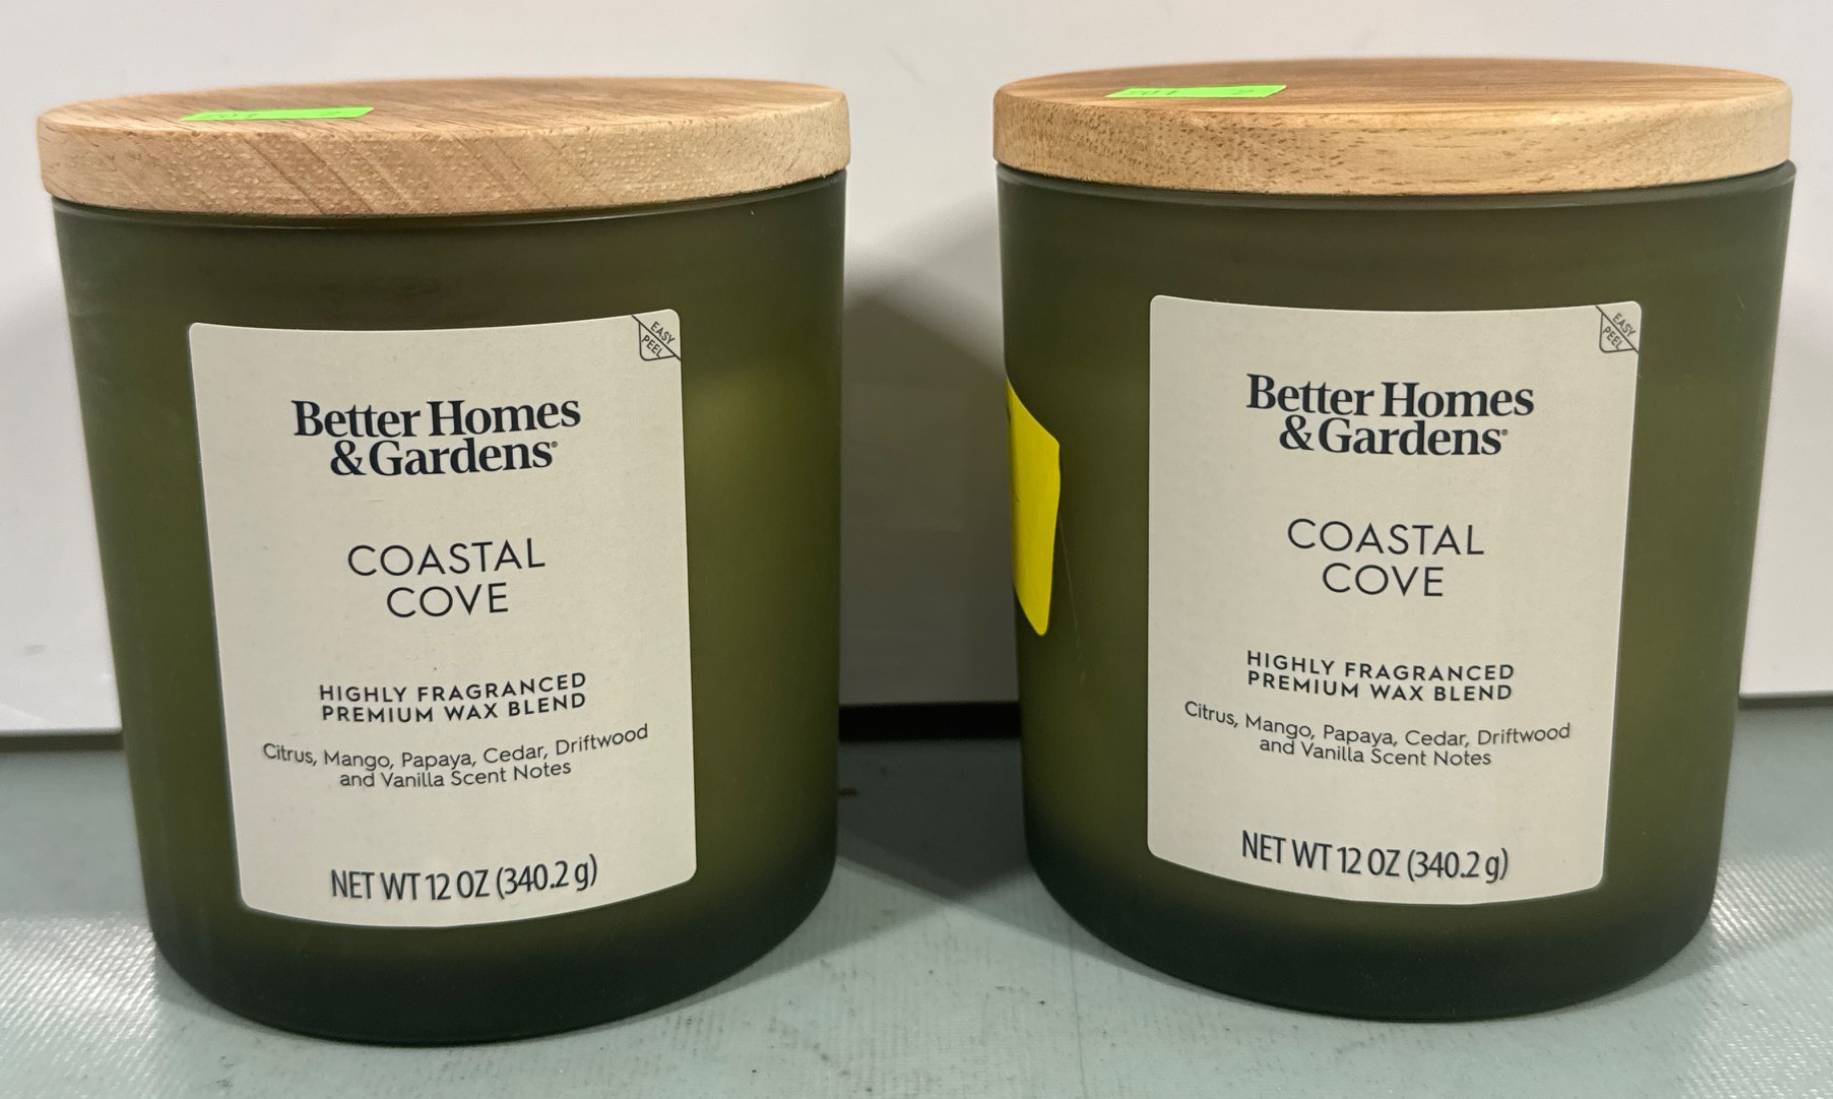 EASY
PEEL
Better Homes
& Gardens®
COASTAL
COVE
HIGHLY FRAGRANCED
PREMIUM WAX BLEND
Citrus, Mango, Papaya, Cedar, Driftwood
and Vanilla Scent Notes
NET WT 12 OZ (340.2 g)
EASY
PEEL
Better Homes
& Gardens®
COASTAL
COVE
HIGHLY FRAGRANCED
PREMIUM WAX BLEND
Citrus, Mango, Papaya, Cedar, Driftwood
and Vanilla Scent Notes
NET WT 12 OZ (340.2 g)